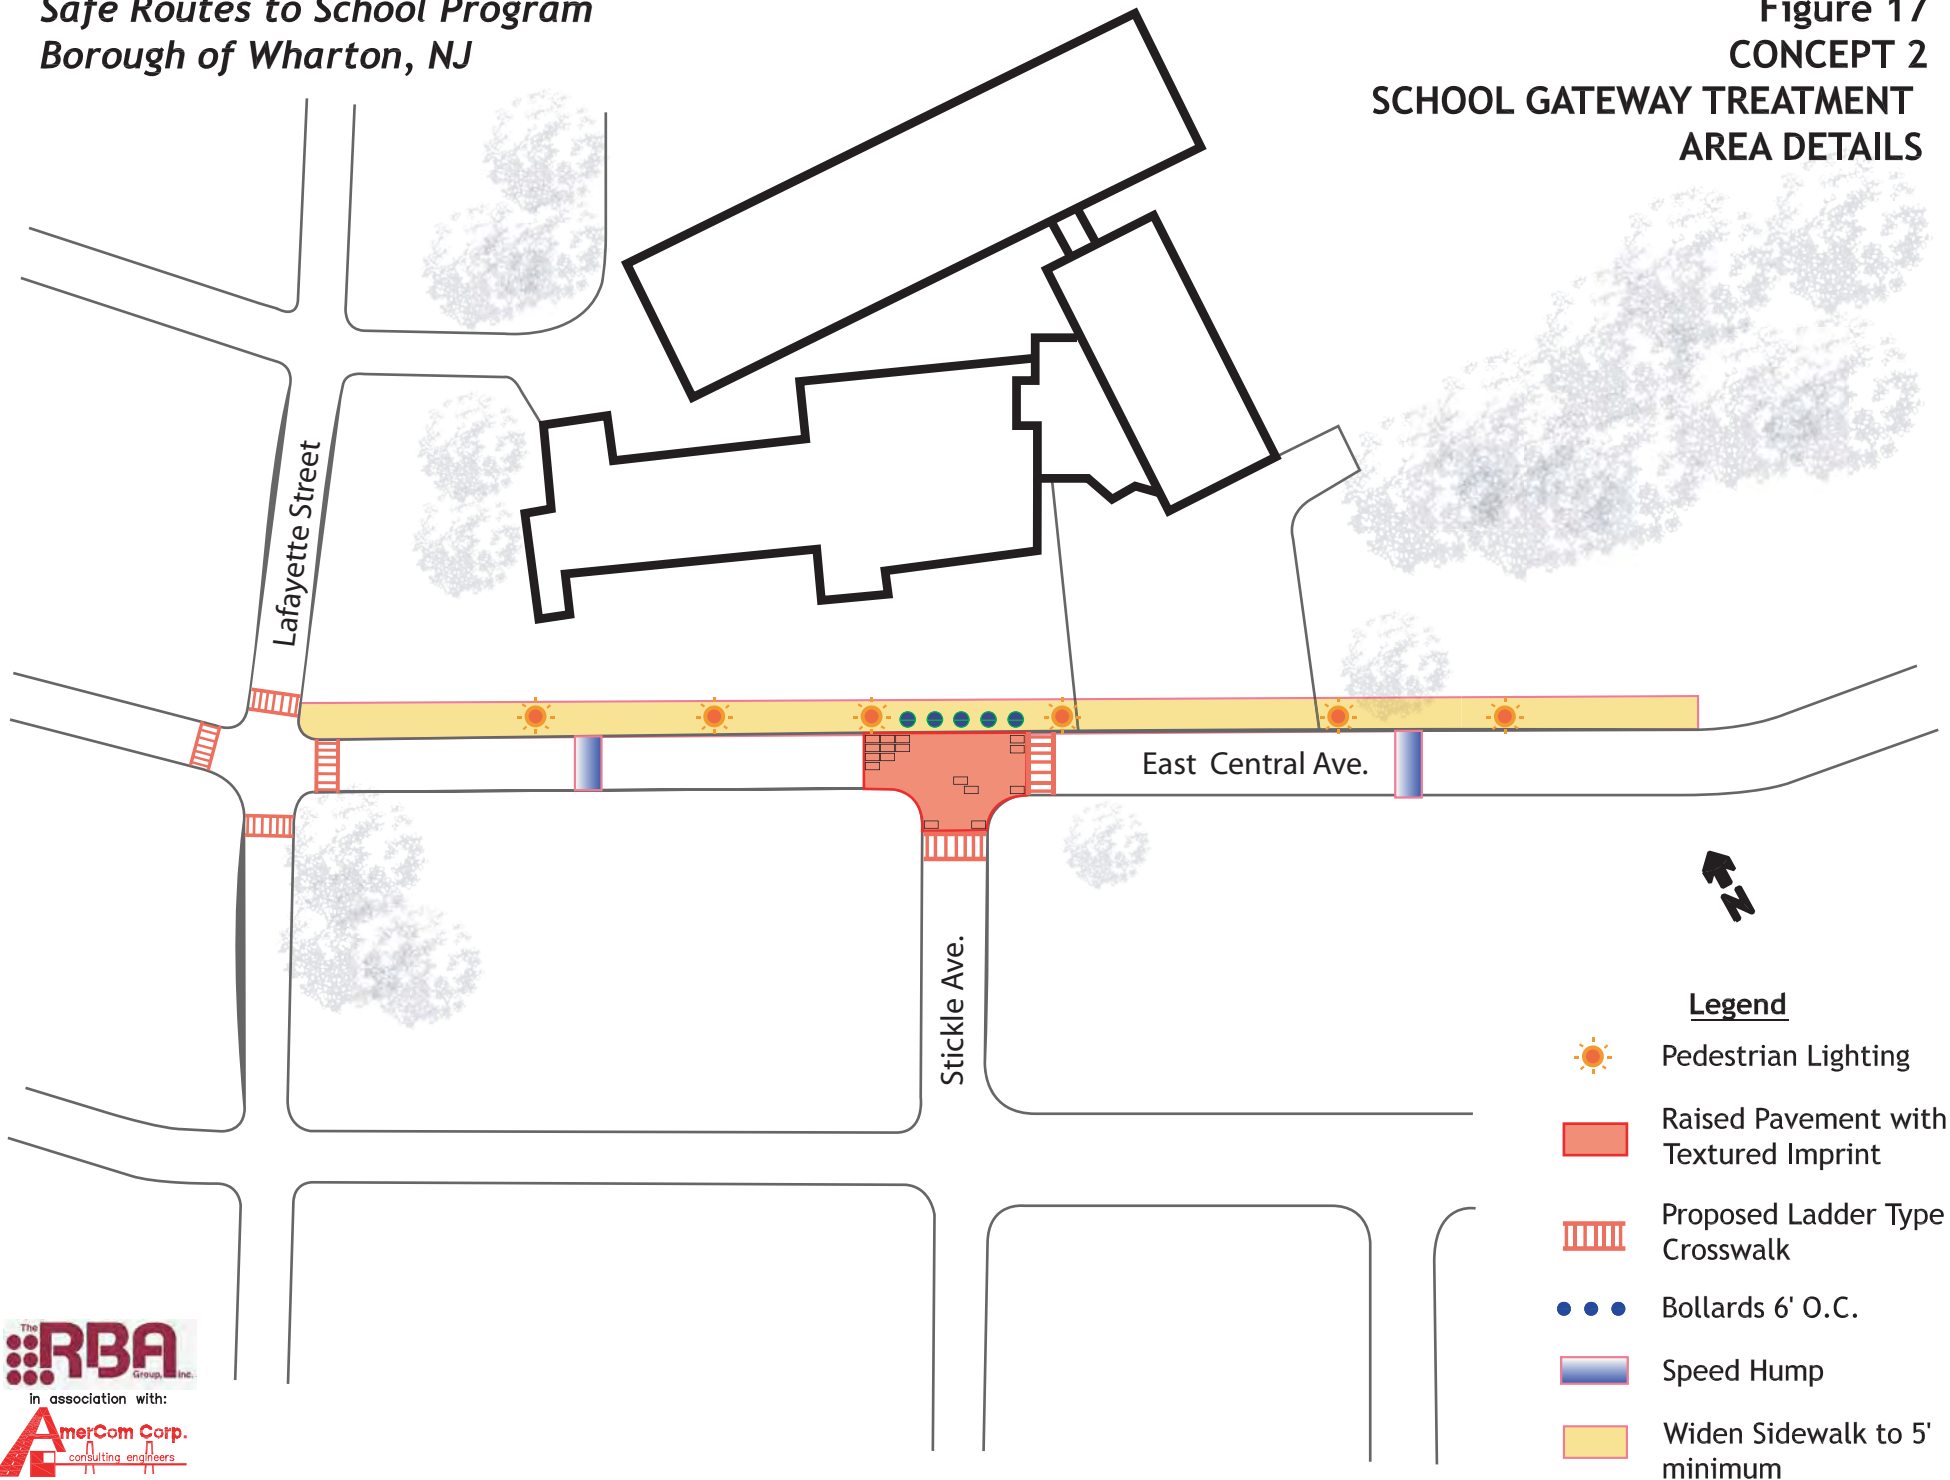 Safe Routes to School Program
Borough of Wharton, NJ
Figure 17
CONCEPT 2
SCHOOL GATEWAY TREATMENT
AREA DETAILS
Lafayette Street
East Central Ave.
Stickle Ave.
N
Legend
Pedestrian Lighting
Raised Pavement with
Textured Imprint
Proposed Ladder Type
Crosswalk
Bollards 6' O.C.
Speed Hump
Widen Sidewalk to 5'
minimum
The
RBA
Group, Inc.
in association with:
AmerCom Corp.
consulting engineers